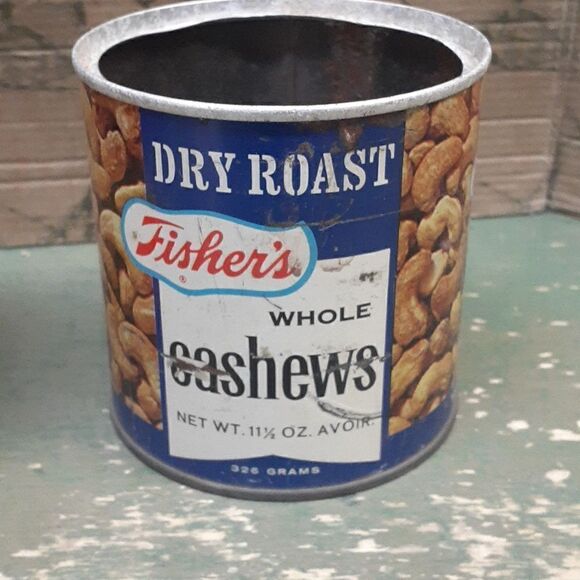 DRY ROAST
Fisher's
®
WHOLE
cashews
NET WT. 11½ OZ. AVOIR.
326 GRAMS